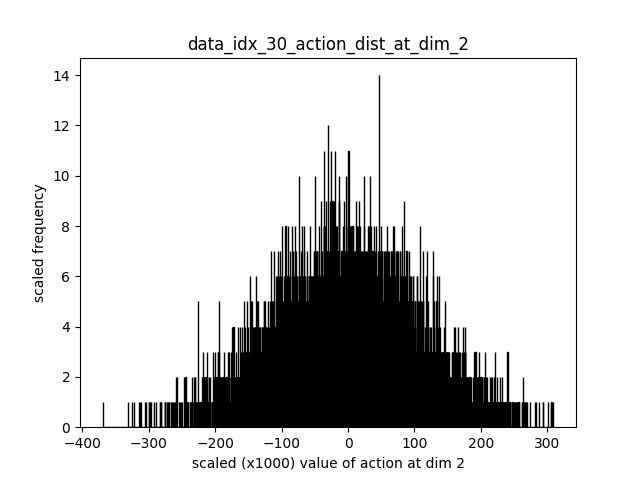 data_idx_30_action_dist_at_dim_2
14
12
10
8
6
4
2
0
scaled frequency
−400 −300 −200 −100 0 100 200 300
scaled (x1000) value of action at dim 2